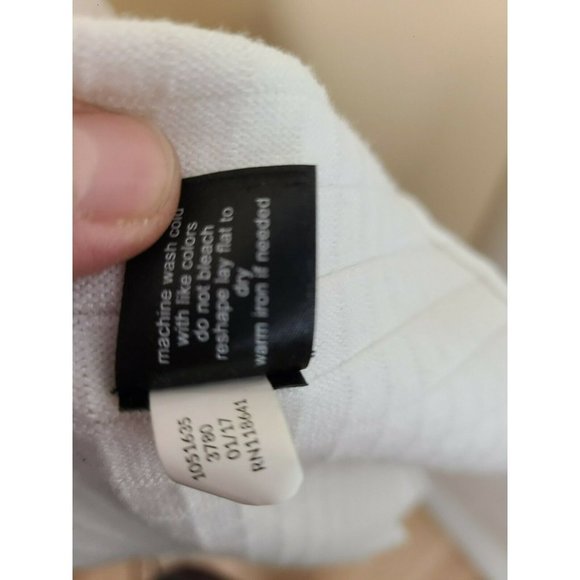 machine wash cold
with like colors
do not bleach
reshape lay flat to
dry
warm iron if needed
1051635
3780
01/17
RN118641